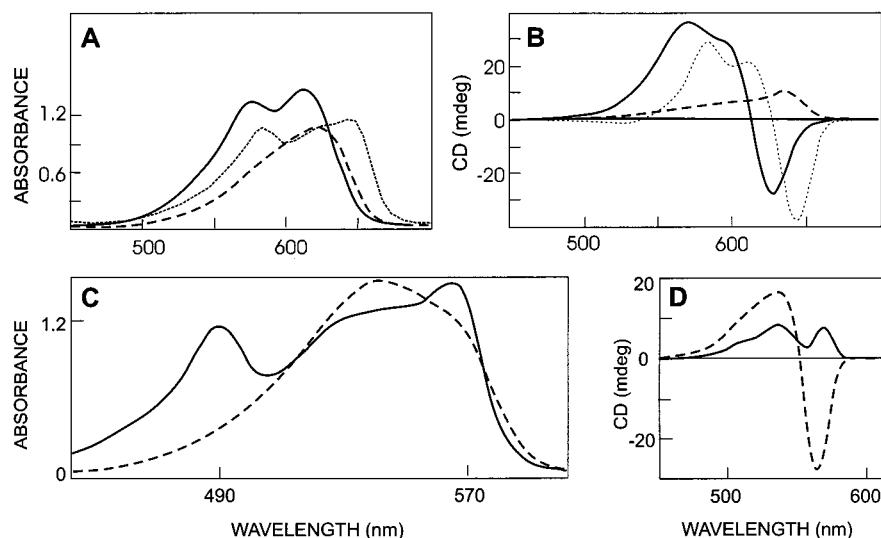 A
ABSORBANCE
1.2
0.6
500
600
B
CD (mdeg)
20
0
-20
500
600
C
ABSORBANCE
1.2
0
490
570
WAVELENGTH (nm)
D
CD (mdeg)
20
0
-20
500
600
WAVELENGTH (nm)